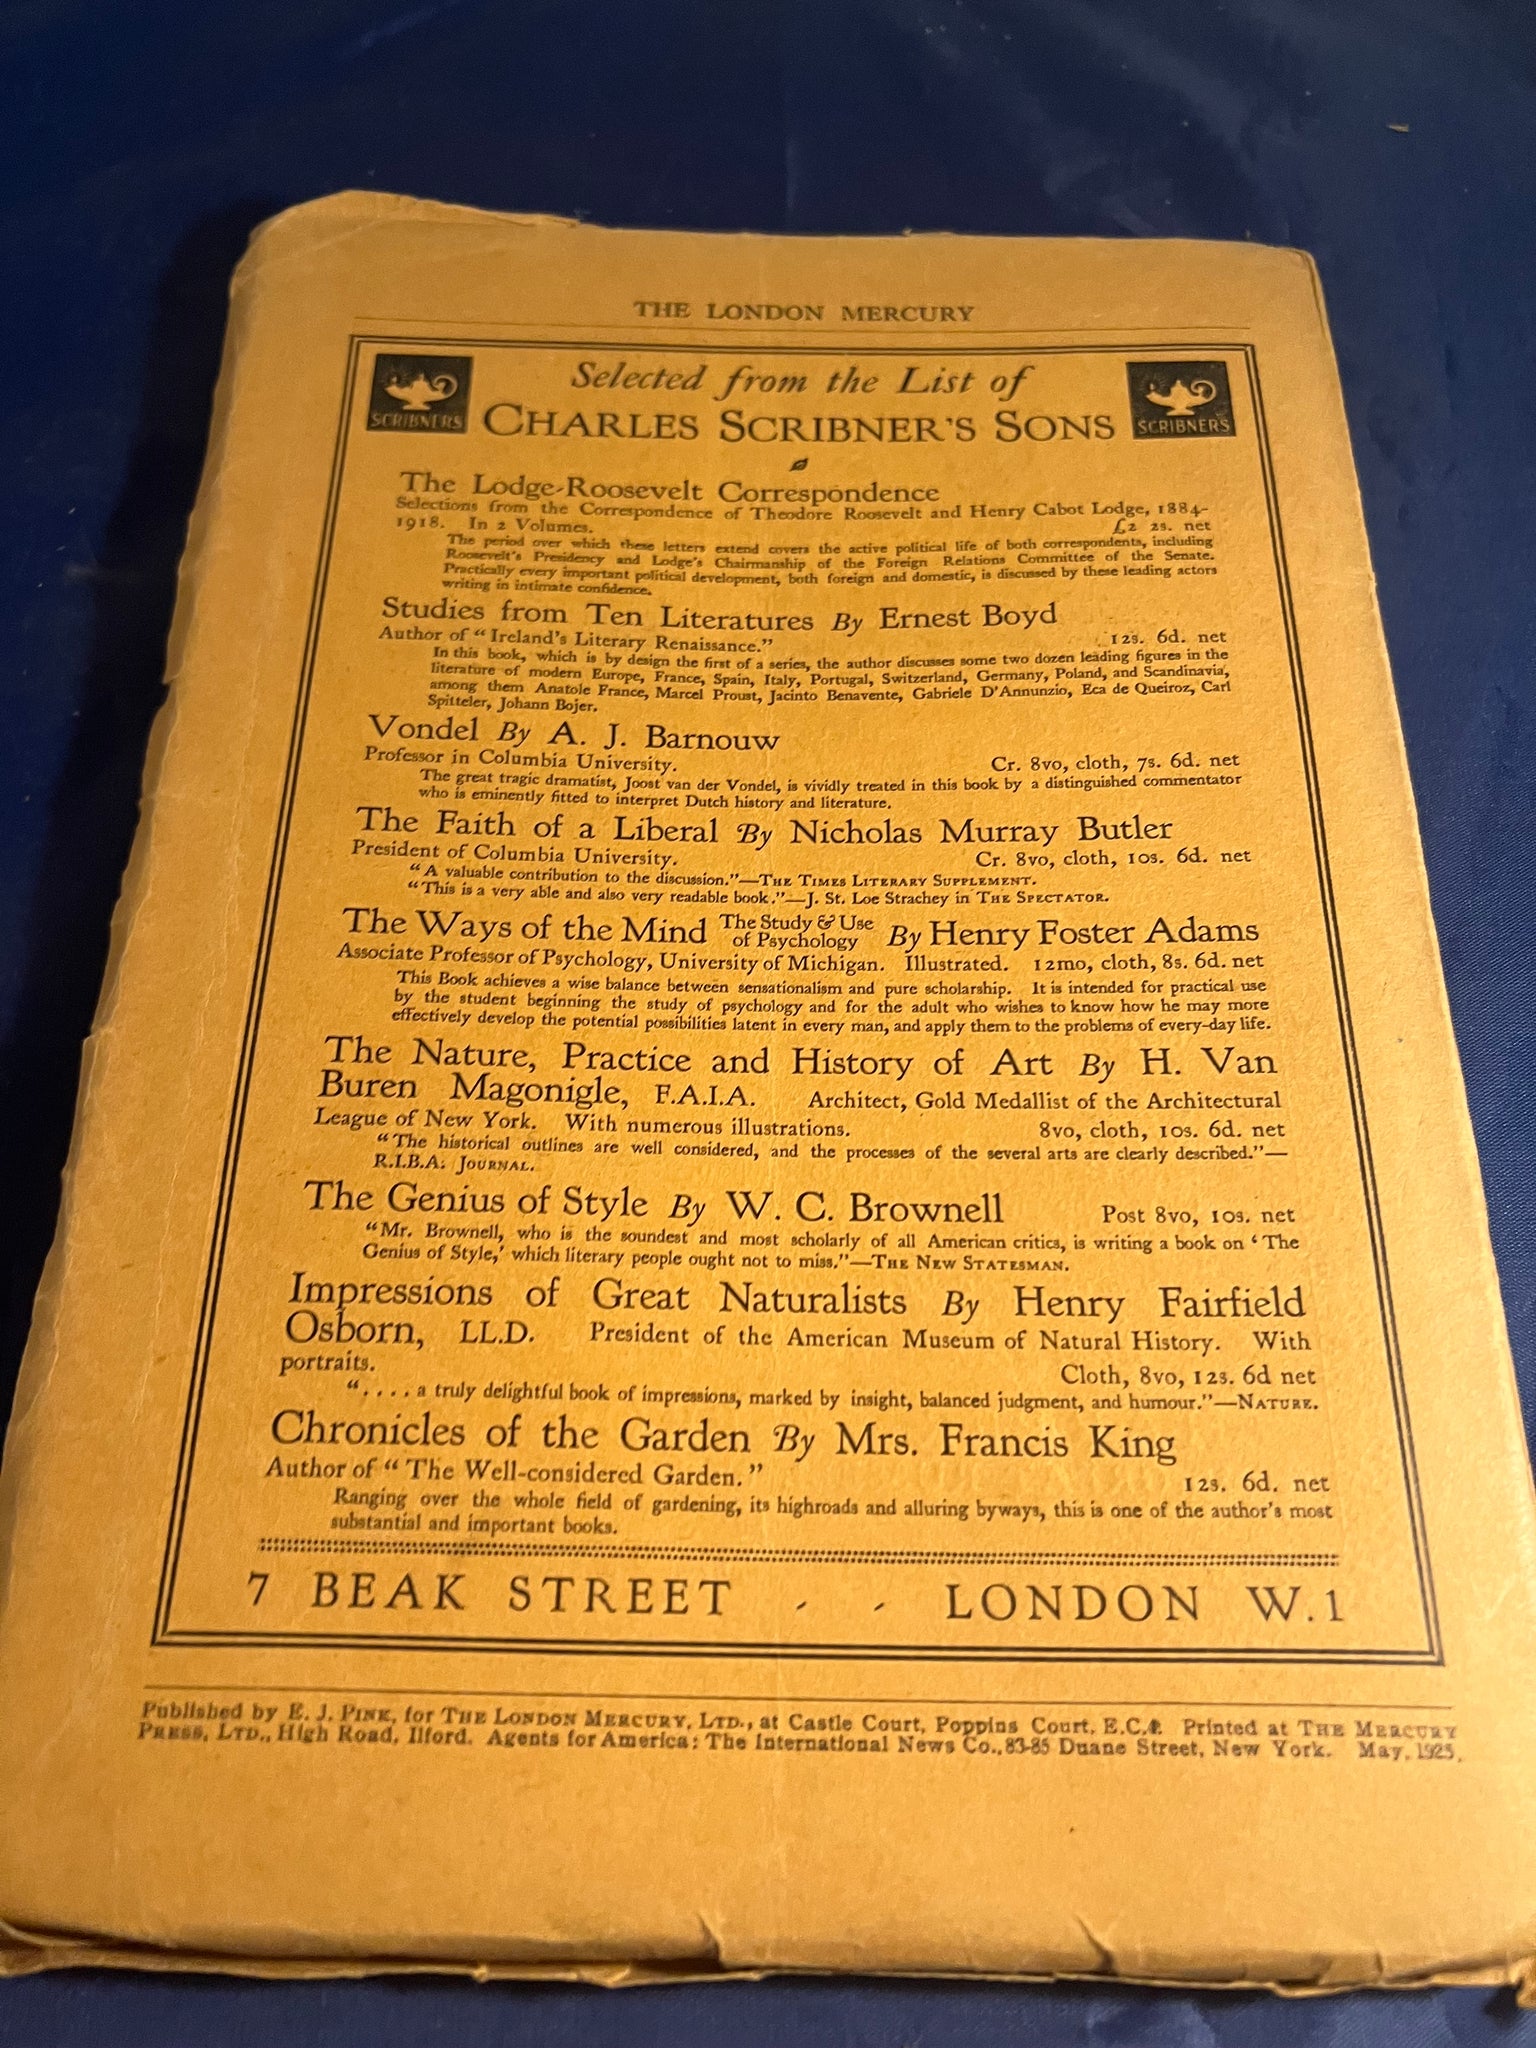 THE LONDON MERCURY
SCRIBNERS
SCRIBNERS
Selected from the List of
CHARLES SCRIBNER'S SONS
The Lodge-Roosevelt Correspondence
Selections from the Correspondence of Theodore Roosevelt and Henry Cabot Lodge, 1884-
1918. In 2 Volumes. £2 2s. net
The period over which these letters extend covers the active political life of both correspondents, including
Roosevelt's Presidency and Lodge's Chairmanship of the Foreign Relations Committee of the Senate.
Practically every important political development, both foreign and domestic, is discussed by these leading actors
writing in intimate confidence.
Studies from Ten Literatures By Ernest Boyd
Author of "Ireland's Literary Renaissance." 12s. 6d. net
In this book, which is by design the first of a series, the author discusses some two dozen leading figures in the
literature of modern Europe, France, Spain, Italy, Portugal, Switzerland, Germany, Poland, and Scandinavia,
among them Anatole France, Marcel Proust, Jacinto Benavente, Gabriele D'Annunzio, Eca de Queiroz, Carl
Spitteler, Johann Bojer.
Vondel By A. J. Barnouw
Professor in Columbia University. Cr. 8vo, cloth, 7s. 6d. net
The great tragic dramatist, Joost van der Vondel, is vividly treated in this book by a distinguished commentator
who is eminently fitted to interpret Dutch history and literature.
The Faith of a Liberal By Nicholas Murray Butler
President of Columbia University. Cr. 8vo, cloth, 10s. 6d. net
"A valuable contribution to the discussion."—THE TIMES LITERARY SUPPLEMENT.
"This is a very able and also very readable book."—J. St. Loe Strachey in THE SPECTATOR.
The Ways of the Mind The Study & Use of Psychology By Henry Foster Adams
Associate Professor of Psychology, University of Michigan. Illustrated. 12mo, cloth, 8s. 6d. net
This Book achieves a wise balance between sensationalism and pure scholarship. It is intended for practical use
by the student beginning the study of psychology and for the adult who wishes to know how he may more
effectively develop the potential possibilities latent in every man, and apply them to the problems of every-day life.
The Nature, Practice and History of Art By H. Van
Buren Magonigle, F.A.I.A. Architect, Gold Medallist of the Architectural
League of New York. With numerous illustrations. 8vo, cloth, 10s. 6d. net
"The historical outlines are well considered, and the processes of the several arts are clearly described."—
R.I.B.A. JOURNAL.
The Genius of Style By W. C. Brownell Post 8vo, 10s. net
"Mr. Brownell, who is the soundest and most scholarly of all American critics, is writing a book on 'The
Genius of Style,' which literary people ought not to miss."—THE NEW STATESMAN.
Impressions of Great Naturalists By Henry Fairfield
Osborn, LL.D. President of the American Museum of Natural History. With
portraits. Cloth, 8vo, 12s. 6d net
".... a truly delightful book of impressions, marked by insight, balanced judgment, and humour."—NATURE.
Chronicles of the Garden By Mrs. Francis King
Author of "The Well-considered Garden." 12s. 6d. net
Ranging over the whole field of gardening, its highroads and alluring byways, this is one of the author's most
substantial and important books.
7 BEAK STREET - - LONDON W.1
Published by E. J. PINK, for THE LONDON MERCURY, LTD., at Castle Court, Poppins Court, Printed at THE MERCURY
PRESS, LTD., High Road, Ilford. Agents for America: The International News Co., 83-85 Duane Street, New York. May, 1925.